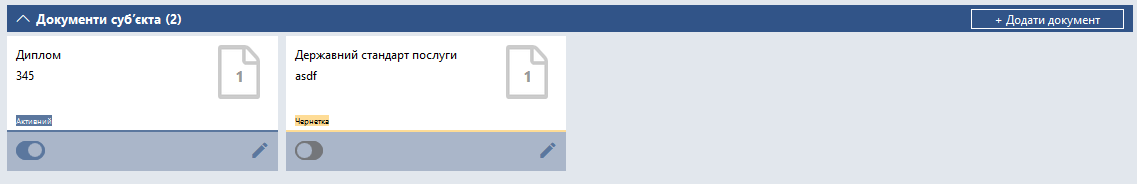 Документи суб’єкта (2)
+ Додати документ
Диплом
345
1
Активний
Державний стандарт послуги
asdf
1
Чернетка